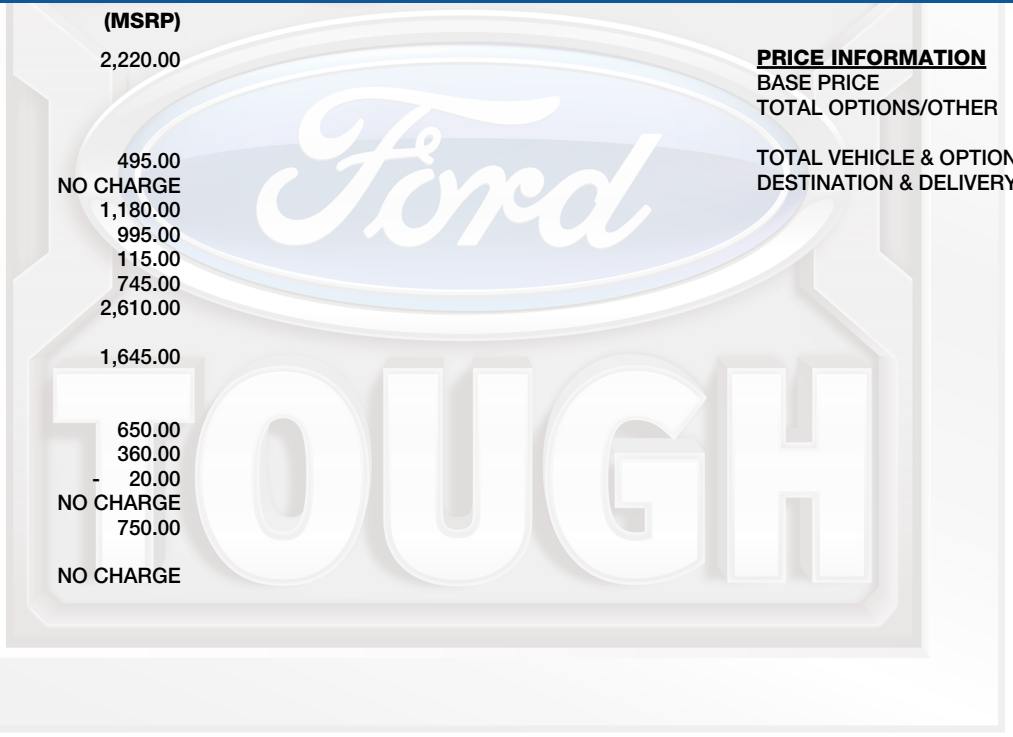 (MSRP)
2,220.00
495.00
NO CHARGE
1,180.00
995.00
115.00
745.00
2,610.00
1,645.00
650.00
360.00
- 20.00
NO CHARGE
750.00
NO CHARGE
PRICE INFORMATION
BASE PRICE
TOTAL OPTIONS/OTHER
TOTAL VEHICLE & OPTION
DESTINATION & DELIVERY
Ford
TOUGH